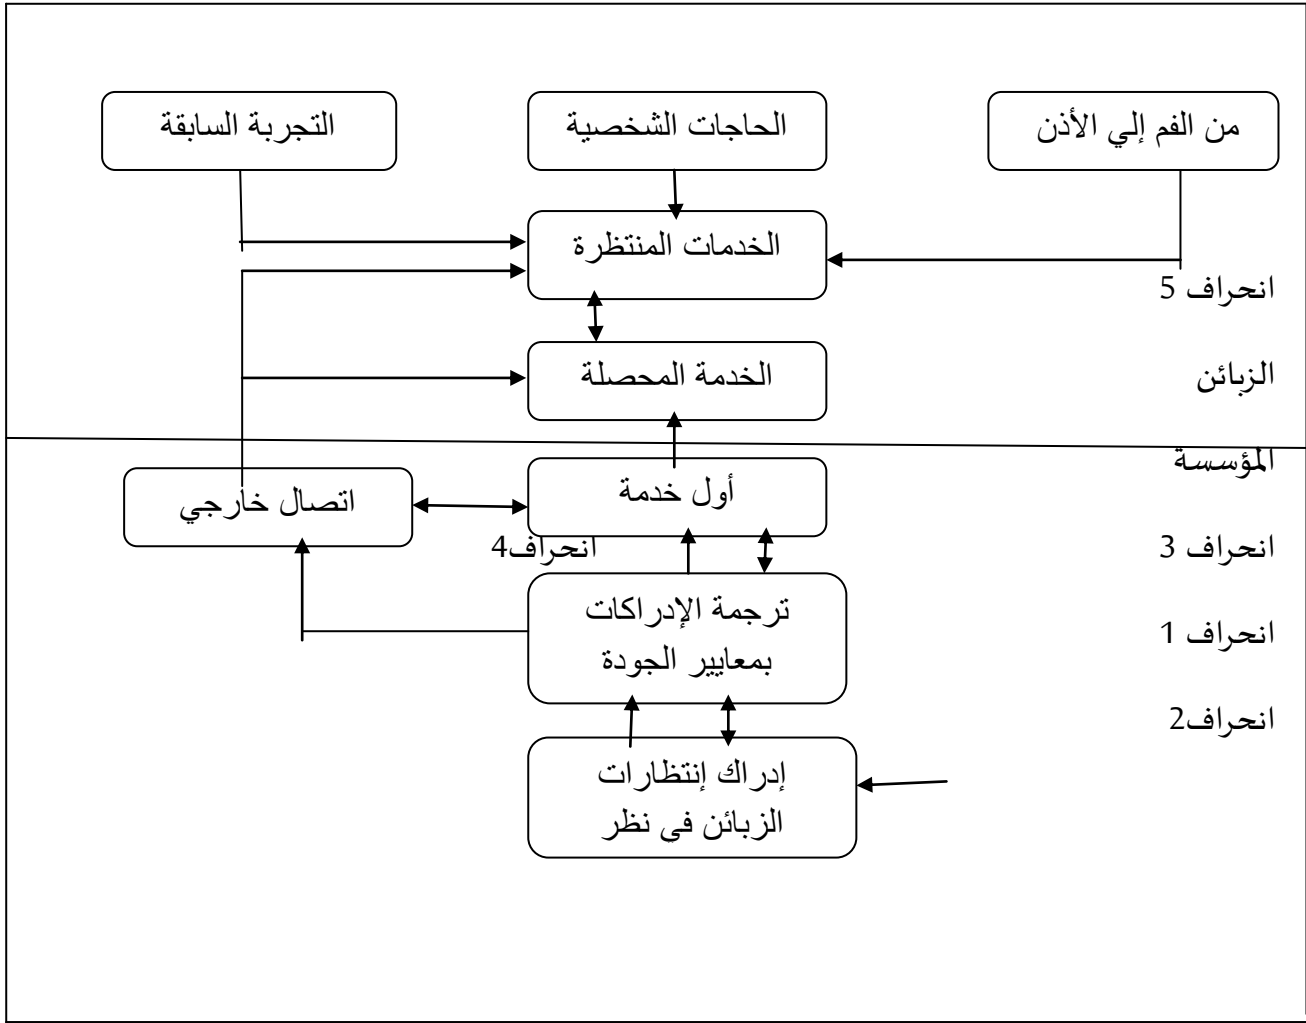 من الفم إلي الأذن
الحاجات الشخصية
التجربة السابقة
الخدمات المنتظرة
انحراف 5
الخدمة المحصلة
الزبائن
المؤسسة
أول خدمة
اتصال خارجي
انحراف 3
انحراف4
ترجمة الإدراكات
بمعايير الجودة
انحراف 1
انحراف2
إدراك إنتظارات
الزبائن في نظر